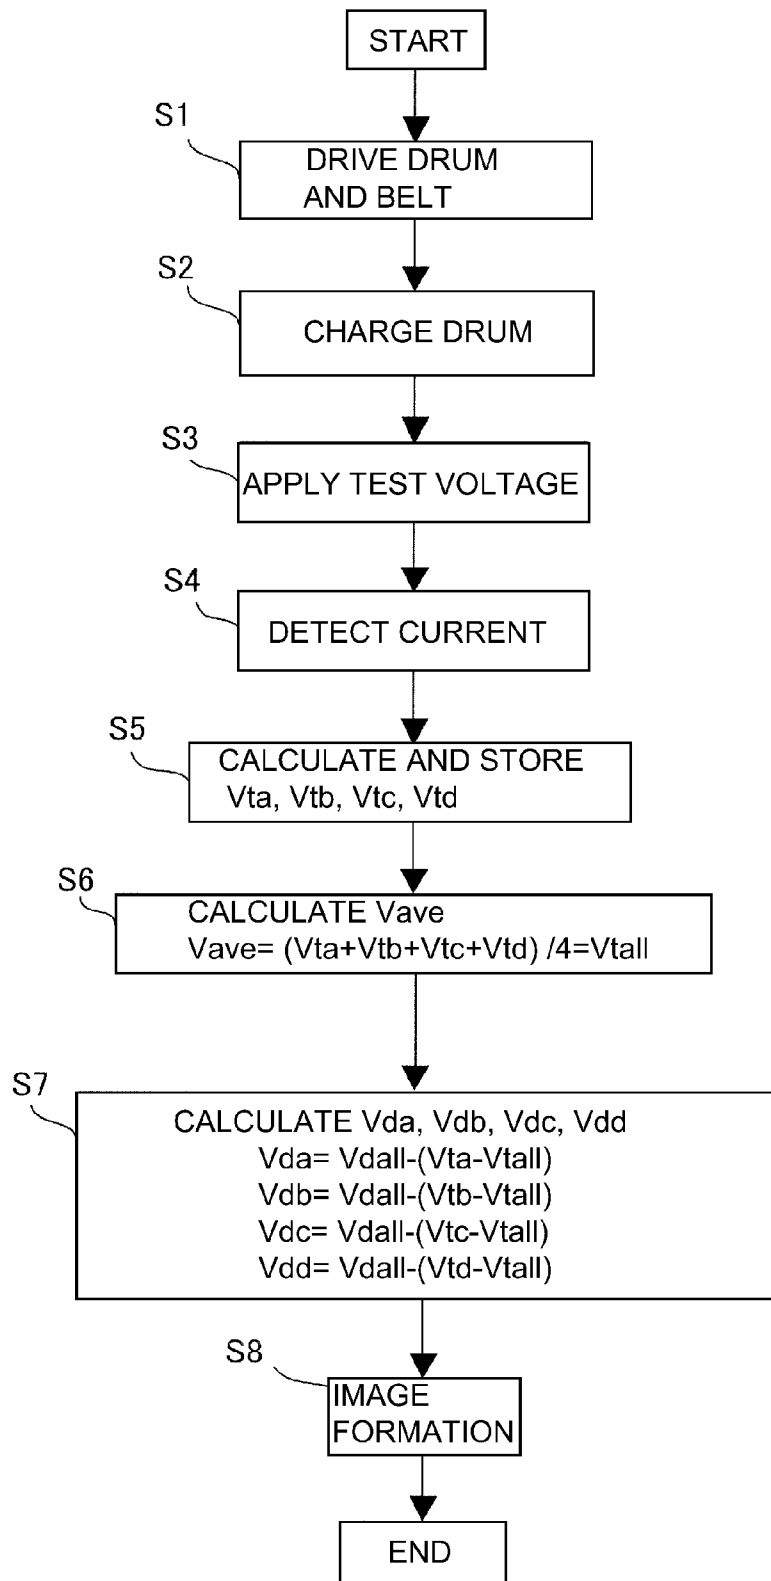 START
S1
DRIVE DRUM
AND BELT
S2
CHARGE DRUM
S3
APPLY TEST VOLTAGE
S4
DETECT CURRENT
S5
CALCULATE AND STORE
Vta, Vtb, Vtc, Vtd
S6
CALCULATE Vave
Vave= (Vta+Vtb+Vtc+Vtd) /4=Vtall
S7
CALCULATE Vda, Vdb, Vdc, Vdd
Vda= Vdall-(Vta-Vtall)
Vdb= Vdall-(Vtb-Vtall)
Vdc= Vdall-(Vtc-Vtall)
Vdd= Vdall-(Vtd-Vtall)
S8
IMAGE
FORMATION
END